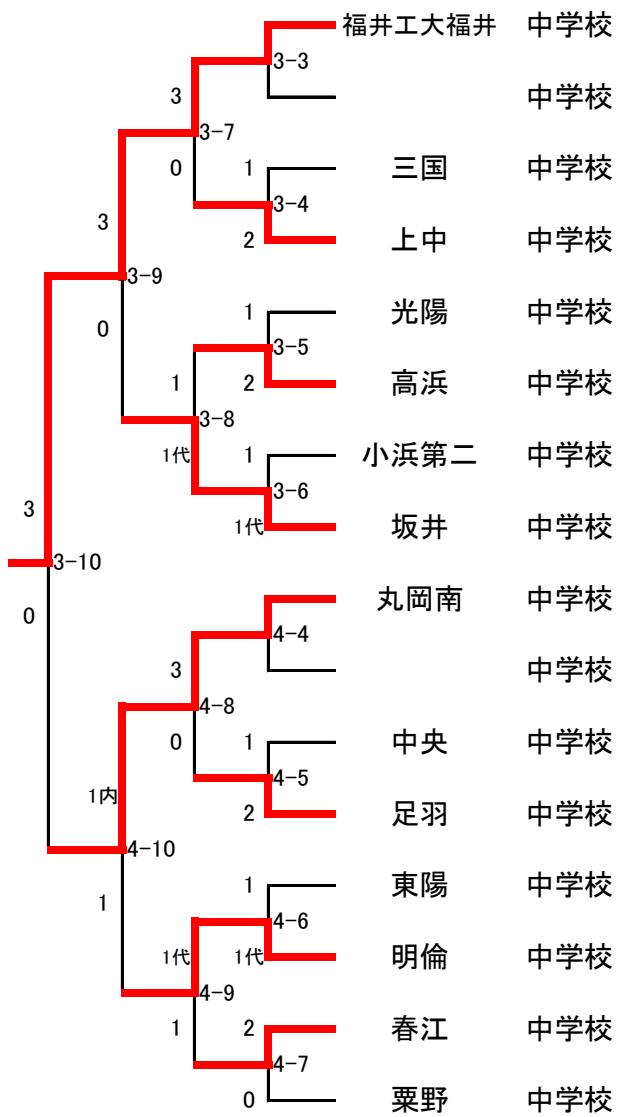 福井工大福井 中学校
3-3
3 中学校
3-7
0 1 三国 中学校
3-4
3 2 上中 中学校
3-9
0 1 光陽 中学校
3-5
1 2 高浜 中学校
3-8
1代 1 小浜第二 中学校
3-6
3 1代 坂井 中学校
3-10
0 丸岡南 中学校
4-4
3 中学校
4-8
0 1 中央 中学校
4-5
1内 2 足羽 中学校
4-10
1 1 東陽 中学校
4-6
1代 1代 明倫 中学校
4-9
1 2 春江 中学校
4-7
0 粟野 中学校